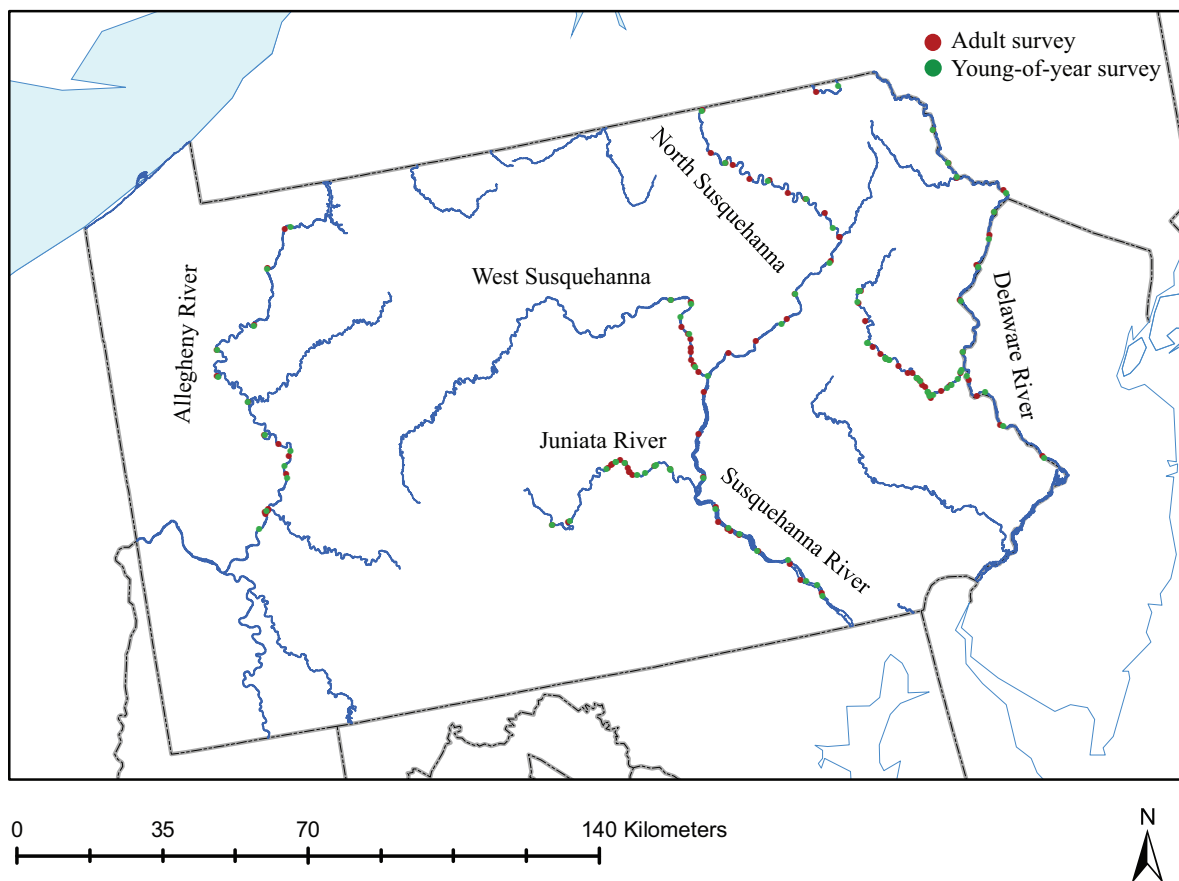 Adult survey
Young-of-year survey
North Susquehanna
West Susquehanna
Allegheny River
Delaware River
Juniata River
Susquehanna River
0 35 70 140 Kilometers
N